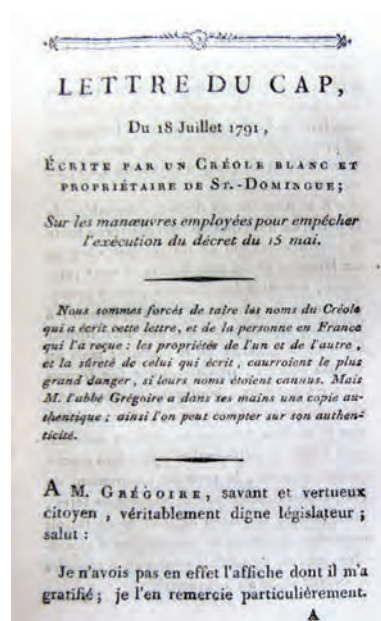 LETTRE DU CAP,
Du 18 Juillet 1791,
ÉCRITE PAR UN CRÉOLE BLANC ET
PROPRIÉTAIRE DE ST.-DOMINGUE;
Sur les manœuvres employées pour empêcher
l'exécution du décret du 15 mai.
Nous sommes forcés de taire les noms du Créole
qui a écrit cette lettre, et de la personne en France
qui l'a reçue : les propriétés de l'un et de l'autre,
et la sûreté de celui qui écrit, courroient le plus
grand danger, si leurs noms étoient connus. Mais
M. l'abbé Grégoire a dans ses mains une copie au-
thentique ; ainsi l'on peut compter sur son authen-
ticité.
A M. GRÉGOIRE, savant et vertueux
citoyen, véritablement digne législateur ;
salut :
Je n'avois pas en effet l'affiche dont il m'a
gratifié ; je l'en remercie particulièrement.
A